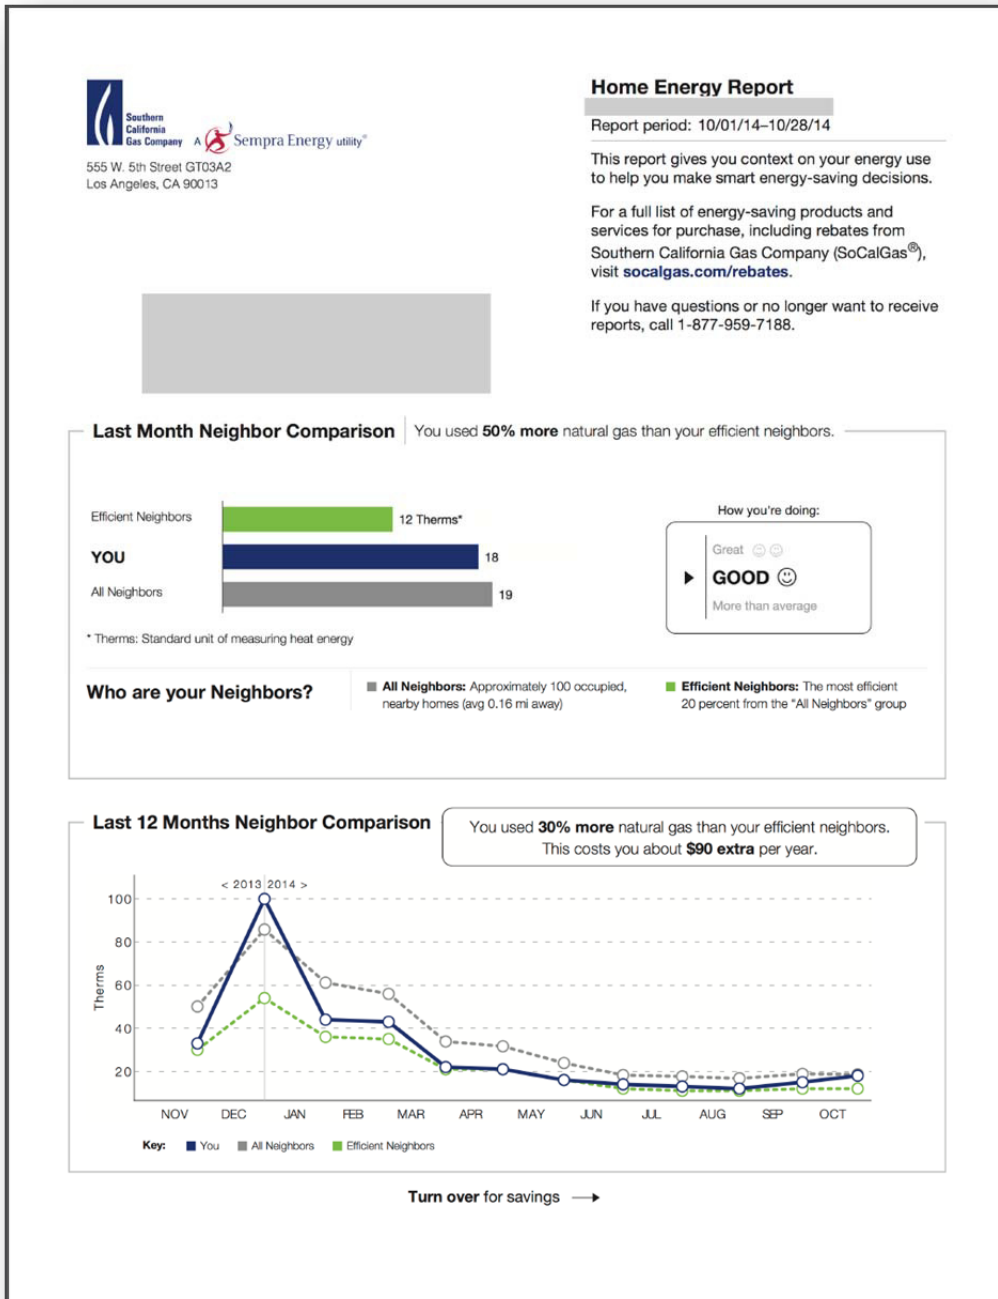 Southern
California
Gas Company
A Sempra Energy utility®
555 W. 5th Street GT03A2
Los Angeles, CA 90013
Home Energy Report
Report period: 10/01/14–10/28/14
This report gives you context on your energy use
to help you make smart energy-saving decisions.
For a full list of energy-saving products and
services for purchase, including rebates from
Southern California Gas Company (SoCalGas®),
visit socalgas.com/rebates.
If you have questions or no longer want to receive
reports, call 1-877-959-7188.
Last Month Neighbor Comparison You used 50% more natural gas than your efficient neighbors.
Efficient Neighbors 12 Therms*
YOU 18
All Neighbors 19
* Therms: Standard unit of measuring heat energy
How you're doing:
Great
GOOD
More than average
Who are your Neighbors?
All Neighbors: Approximately 100 occupied,
nearby homes (avg 0.16 mi away)
Efficient Neighbors: The most efficient
20 percent from the "All Neighbors" group
Last 12 Months Neighbor Comparison
You used 30% more natural gas than your efficient neighbors.
This costs you about $90 extra per year.
< 2013 2014 >
Therms
100
80
60
40
20
NOV DEC JAN FEB MAR APR MAY JUN JUL AUG SEP OCT
Key: You All Neighbors Efficient Neighbors
Turn over for savings →